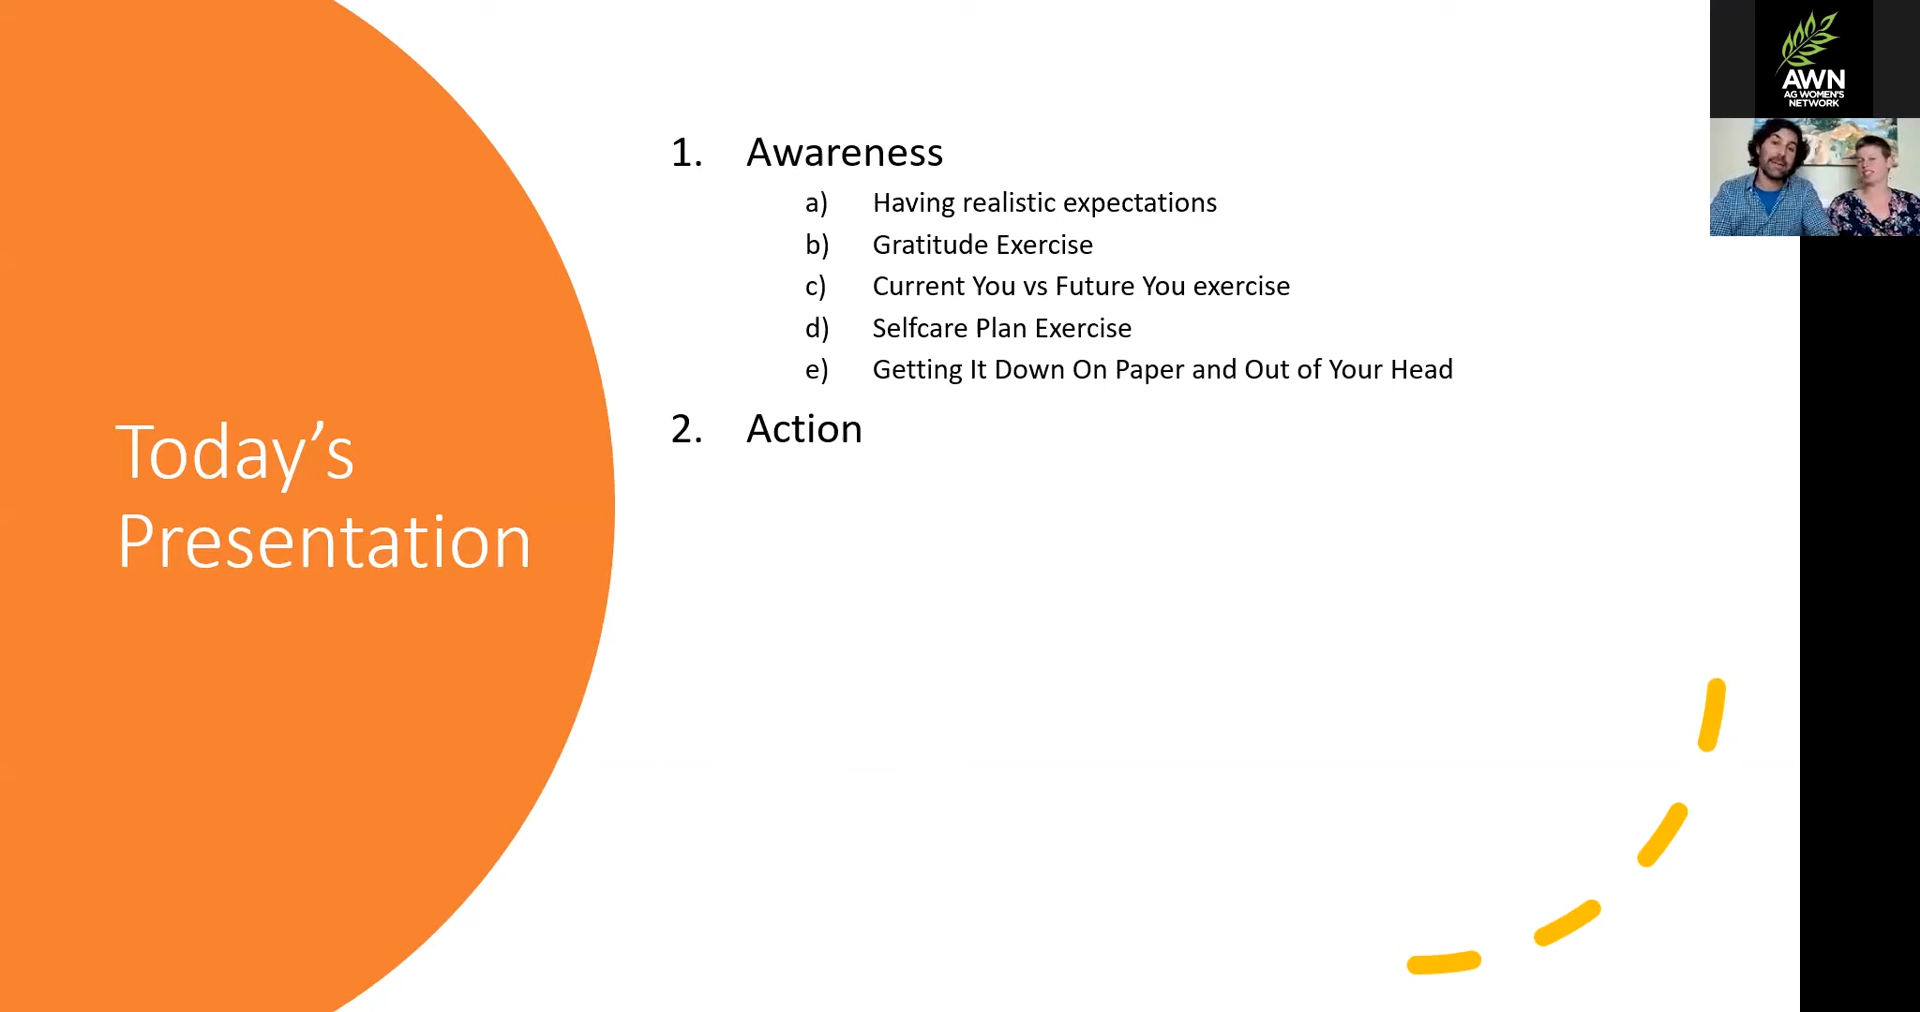 Today’s
Presentation
1. Awareness
a) Having realistic expectations
b) Gratitude Exercise
c) Current You vs Future You exercise
d) Selfcare Plan Exercise
e) Getting It Down On Paper and Out of Your Head
2. Action
AWN
AG WOMEN'S
NETWORK